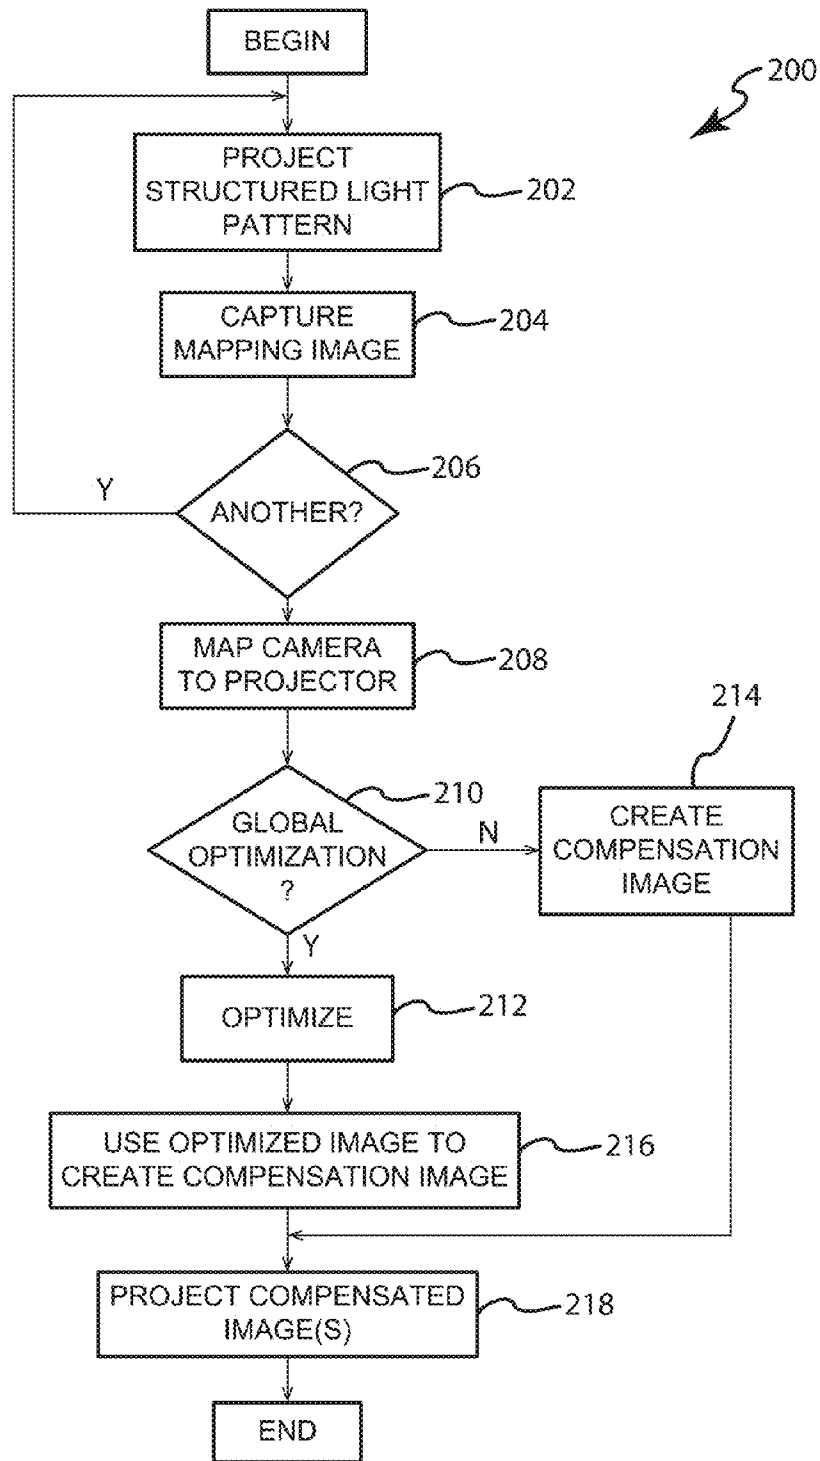 BEGIN
200
PROJECT
STRUCTURED LIGHT
PATTERN
202
CAPTURE
MAPPING IMAGE
204
206
Y
ANOTHER?
MAP CAMERA
TO PROJECTOR
208
214
210
GLOBAL
OPTIMIZATION
?
N
CREATE
COMPENSATION
IMAGE
Y
OPTIMIZE
212
USE OPTIMIZED IMAGE TO
CREATE COMPENSATION IMAGE
216
PROJECT COMPENSATED
IMAGE(S)
218
END